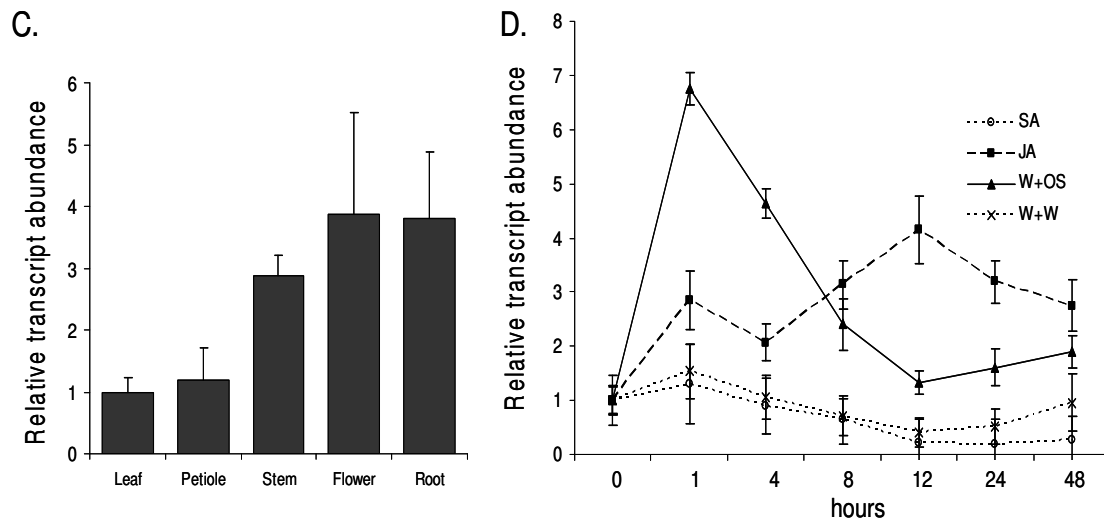 C.
Relative transcript abundance
6
5
4
3
2
1
0
Leaf Petiole Stem Flower Root
D.
Relative transcript abundance
8
7
6
5
4
3
2
1
0
SA
JA
W+OS
W+W
0 1 4 8 12 24 48
hours